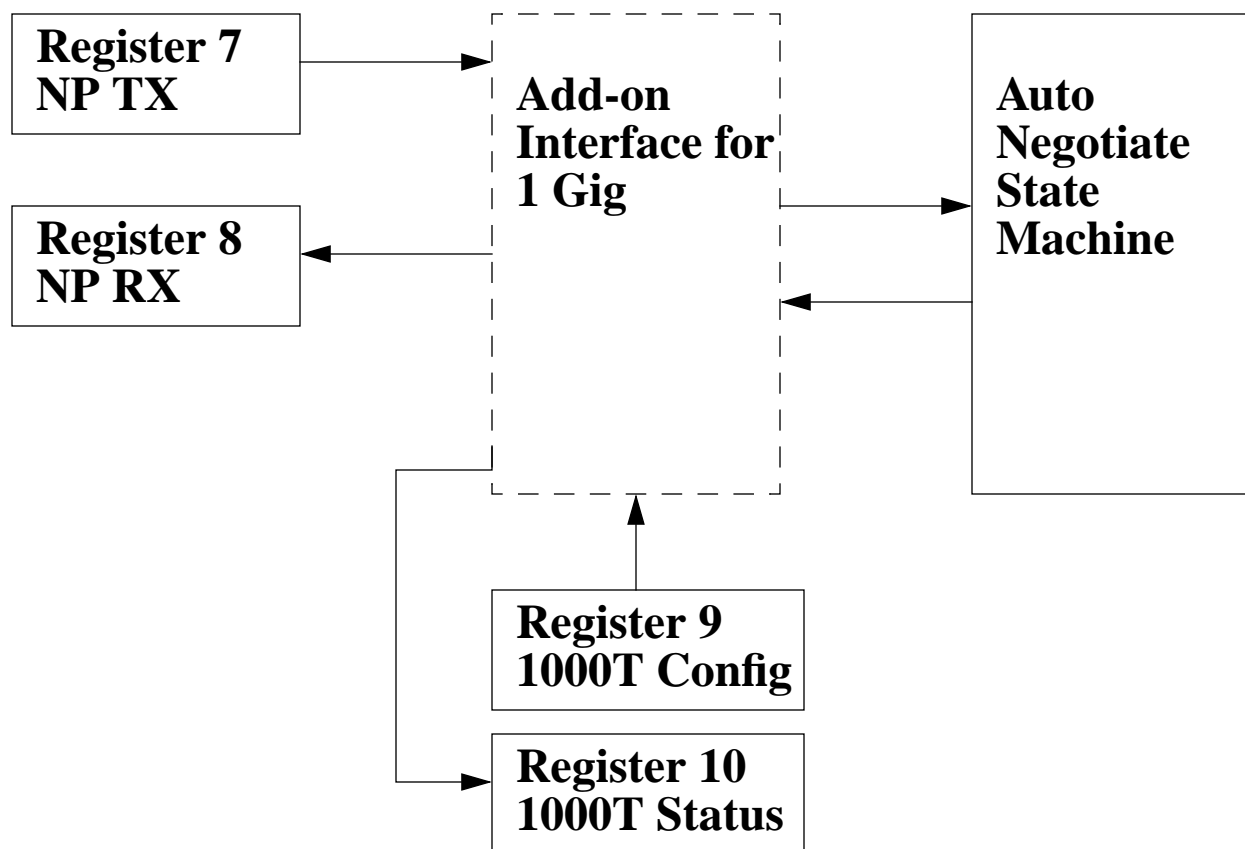 Register 7
NP TX
Add-on
Interface for
1 Gig
Auto
Negotiate
State
Machine
Register 8
NP RX
Register 9
1000T Config
Register 10
1000T Status